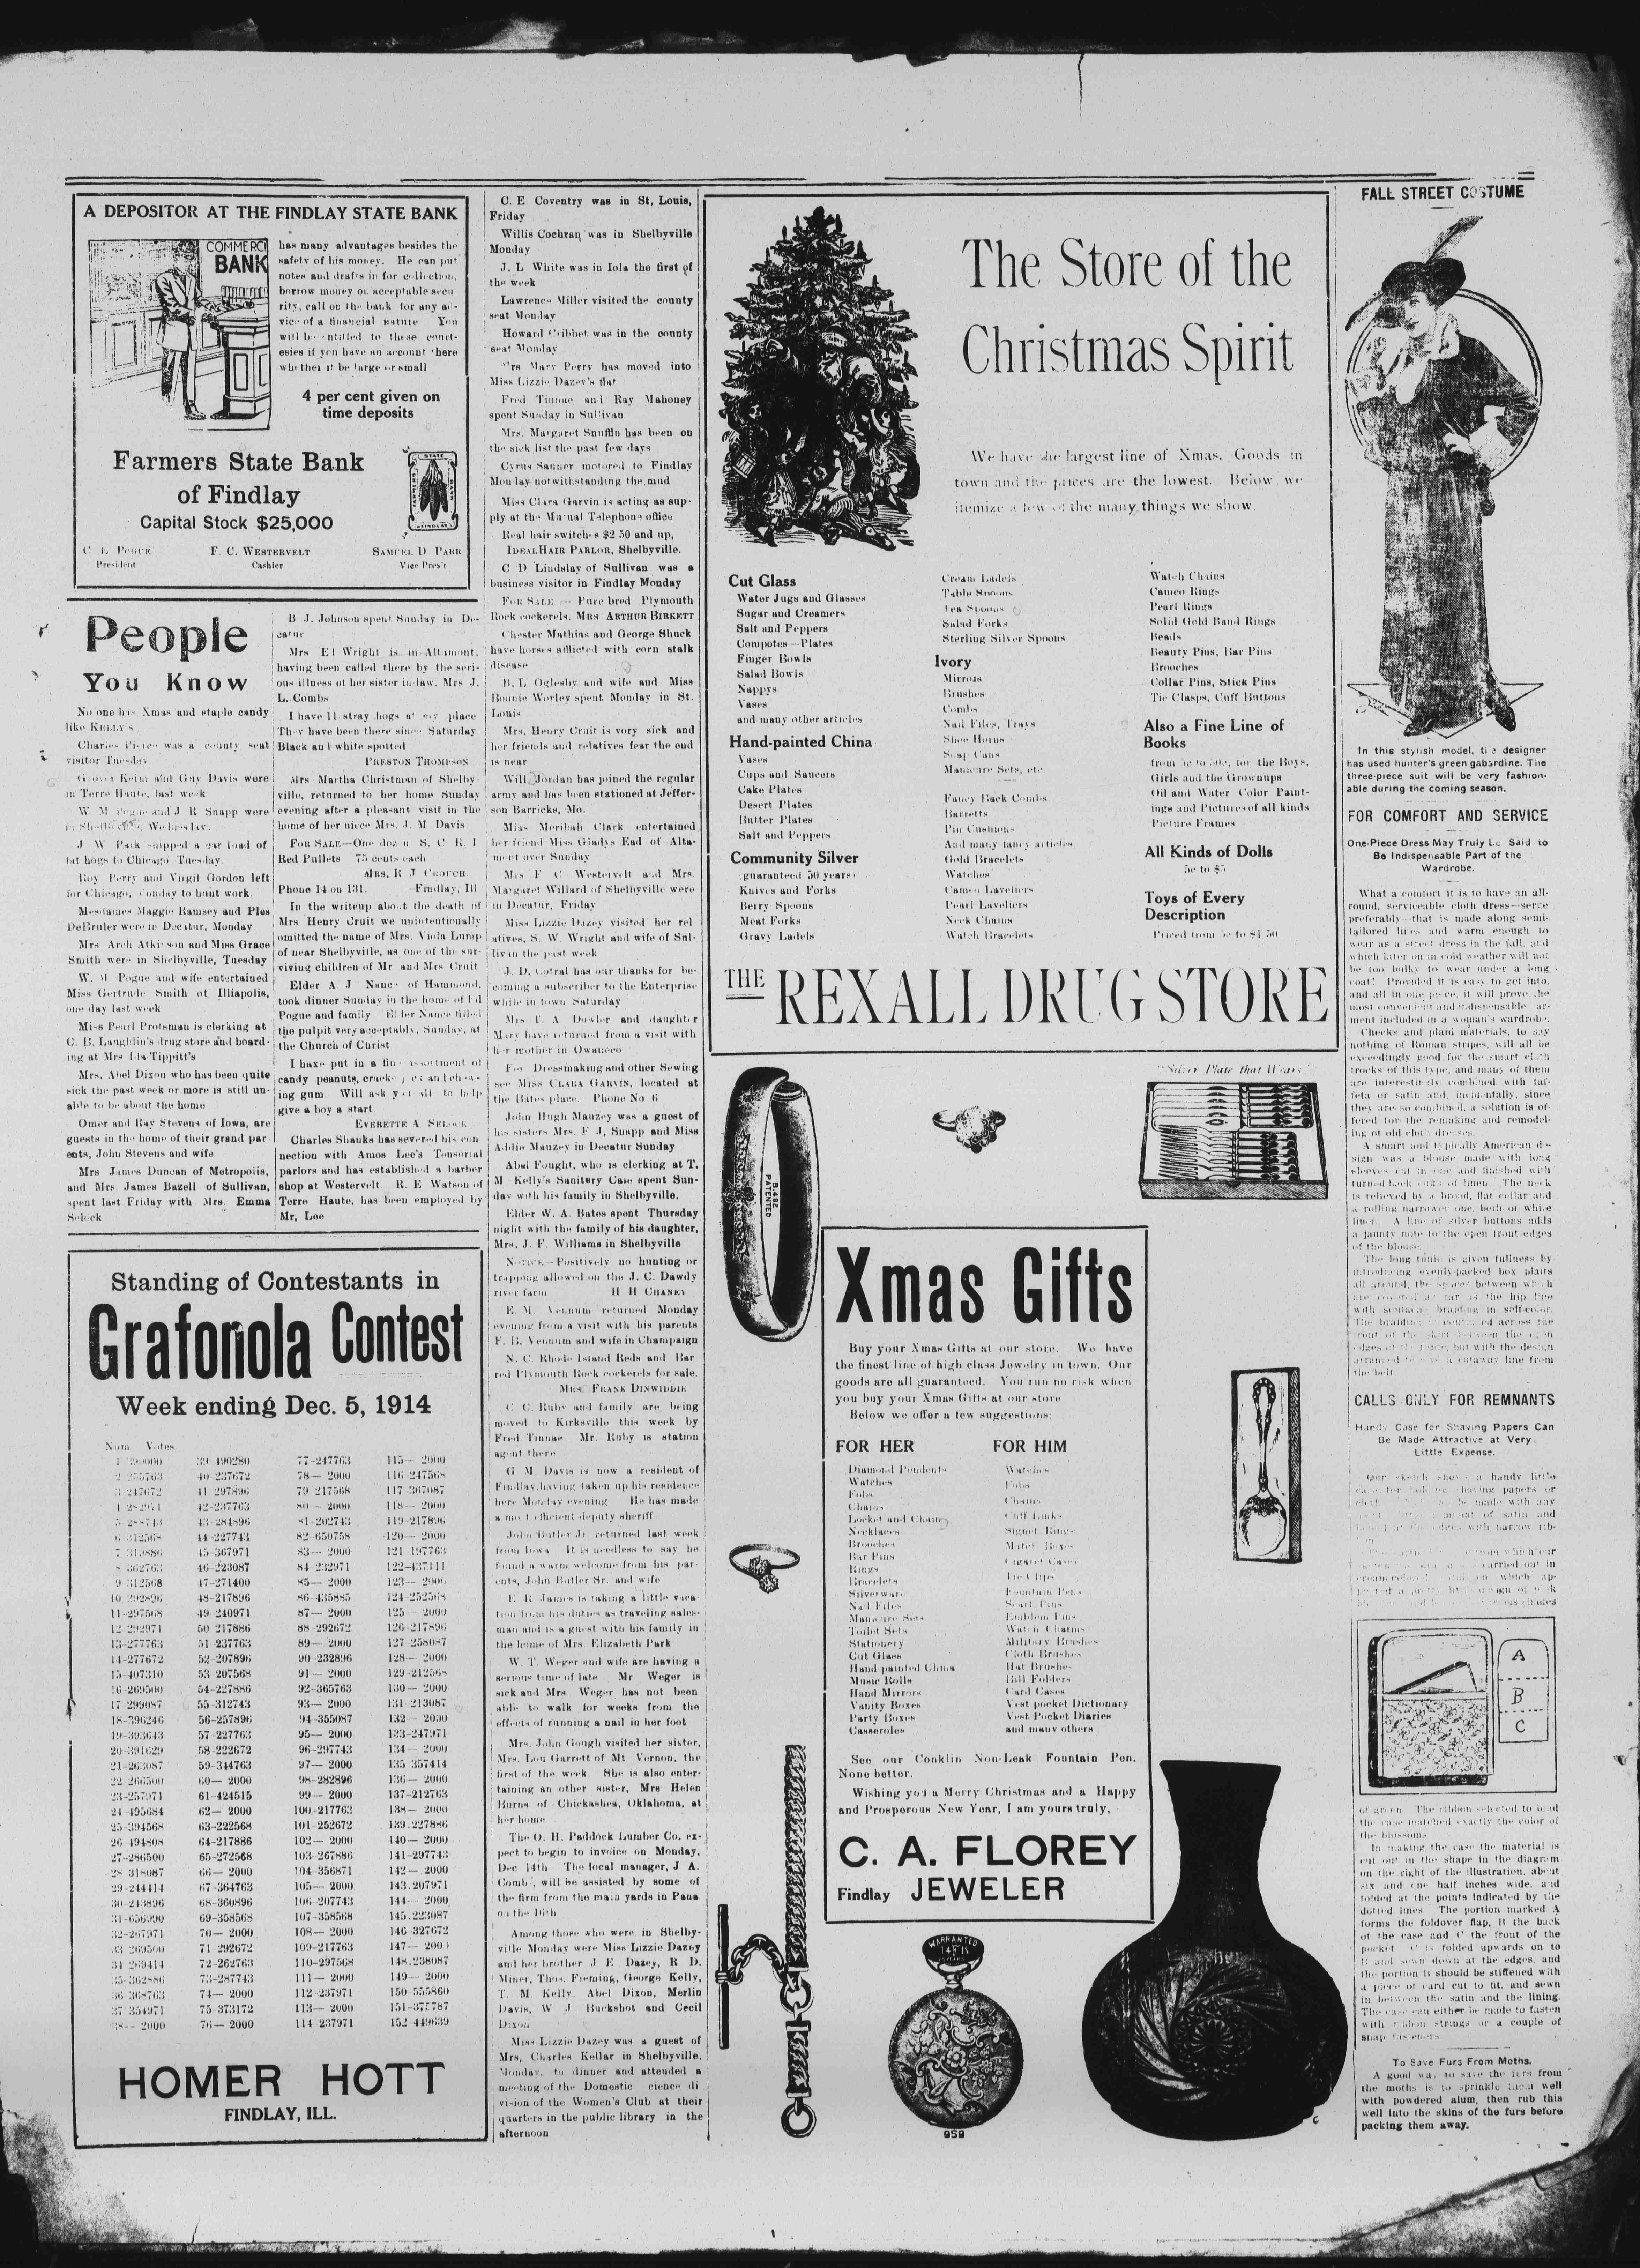 A DEPOSITOR AT THE FINDLAY STATE BANK
COMMERCI
BANK
has many advantages besides the
safety of his money. He can put
notes and drafts in for collection,
borrow money on acceptable secu
rity, call on the bank for any ad-
vice of a financial nature You
will be entitled to these court-
esies if you have an account here
whether it be large or small
4 per cent given on
time deposits
Farmers State Bank
of Findlay
Capital Stock $25,000
C. L. POGUE F. C. WESTERVELT SAMUEL D PARR
President Cashier Vice Pres't
People
You Know
No one has Xmas and staple candy
like KELLY'S
Charles Pierce was a county seat
visitor Tuesday
Grover Keim and Guy Davis were
in Terre Haute, last week
W. M. Pogue and J R Snapp were
in Shelbyville, Wednesday.
J W Park shipped a car load of
fat hogs to Chicago Tuesday.
Roy Perry and Virgil Gordon left
for Chicago, Monday to hunt work.
Mesdames Maggie Ramsey and Ples
DeBruler were in Decatur, Monday
Mrs Arch Atkinson and Miss Grace
Smith were in Shelbyville, Tuesday
W. M. Pogue and wife entertained
Miss Gertrude Smith of Illiapolis,
one day last week
Miss Pearl Protsman is clerking at
C. B. Laughlin's drug store and board-
ing at Mrs Ida Tippitt's
Mrs. Abel Dixon who has been quite
sick the past week or more is still un-
able to be about the home
Omer and Ray Stevens of Iowa, are
guests in the home of their grand par
ents, John Stevens and wife
Mrs James Duncan of Metropolis,
and Mrs. James Bazell of Sullivan,
spent last Friday with Mrs. Emma
Selock
B J. Johnson spent Sunday in De-
catur
Mrs Ed Wright is in Altamont,
having been called there by the seri-
ous illness of her sister in-law, Mrs J.
L. Combs
I have 11 stray hogs at my place
They have been there since Saturday.
Black and white spotted
PRESTON THOMPSON
Mrs Martha Christman of Shelby-
ville, returned to her home Sunday
evening after a pleasant visit in the
home of her niece Mrs. J. M Davis
FOR SALE—One dozen S. C R. I
Red Pullets 75 cents each
MRS. R J CROUCH.
Phone 14 on 131. —Findlay, Ill
In the writeup about the death of
Mrs Henry Cruit we unintentionally
omitted the name of Mrs. Viola Lump
of near Shelbyville, as one of the sur-
viving children of Mr and Mrs Cruit
Elder A J Nance of Hammond,
took dinner Sunday in the home of Ed
Pogue and family Elder Nance filled
the pulpit very acceptably, Sunday, at
the Church of Christ
I haxe put in a fine assortment of
candy peanuts, cracker jacks and chew-
ing gum. Will ask you all to help
give a boy a start
EVERETTE A SELOCK
Charles Shauks has severed his con
nection with Amos Lee's Tonsorial
parlors and has established a barber
shop at Westervelt R. E Watson of
Terre Haute, has been employed by
Mr, Lee
Standing of Contestants in
Grafonola Contest
Week ending Dec. 5, 1914
Num Votes
1-390000 39-490280 77-247763 115— 2000
2-255763 40-237672 78— 2000 116-247568
3-247672 41-297896 79-217568 117-367087
42-237763 80— 2000 118— 2000
5-288743 43-284896 81-202743 119-217896
6-312568 44-227743 82-650758 120— 2000
7-319886 45-367971 83— 2000 121-197763
8-362763 46-223087 84-232971 122-437111
9-312568 47-271400 85— 2000 123— 2000
10-292896 48-217896 86-435885 124-252568
11-297568 49-240971 87— 2000 125— 2000
12-292971 50-217886 88-292672 126-217896
13-277763 51-237763 89— 2000 127-258087
14-277672 52-207896 90-232896 128— 2000
15-407310 53-207568 91— 2000 129-212568
16-269500 54-227886 92-365763 130— 2000
17-299087 55-312743 93— 2000 131-213087
18-396246 56-257896 94-355087 132— 2000
19-393643 57-227763 95— 2000 133-247971
20-391629 58-222672 96-297743 134— 2000
21-263087 59-344763 97— 2000 135-357414
22-266500 60— 2000 98-282896 136— 2000
23-257971 61-424515 99— 2000 137-212763
24-495684 62— 2000 100-217763 138— 2000
25-394568 63-222568 101-252672 139.227886
26-494808 64-217886 102— 2000 140— 2000
27-286500 65-272568 103-267886 141-297743
28-318087 66— 2000 104-356871 142— 2000
29-244414 67-364763 105— 2000 143.207971
30-243896 68-360896 106-207743 144— 2000
31-656990 69-358568 107-358568 145.223087
32-267971 70— 2000 108— 2000 146-327672
33-269500 71-292672 109-217763 147— 2000
34-269414 72-262763 110-297568 148.238087
35-362886 73-287743 111— 2000 149— 2000
36-368763 74— 2000 112-237971 150-555860
37-354971 75-373172 113— 2000 151-375787
38— 2000 76— 2000 114-237971 152-449639
HOMER HOTT
FINDLAY, ILL.
C. E Coventry was in St, Louis,
Friday
Willis Cochran was in Shelbyville
Monday
J. L White was in Iola the first of
the week
Lawrence Miller visited the county
seat Monday
Howard Cribbet was in the county
seat Monday
Mrs Mary Perry has moved into
Miss Lizzie Dazey's flat
Fred Tinnae and Ray Mahoney
spent Sunday in Sullivan
Mrs. Margaret Snuffin has been on
the sick list the past few days
Cyrus Sanner motored to Findlay
Monday notwithstanding the mud
Miss Clara Garvin is acting as sup-
ply at the Mutual Telephone office
Real hair switches $2 50 and up,
IDEAL HAIR PARLOR, Shelbyville.
C D Lindslay of Sullivan was a
business visitor in Findlay Monday
FOR SALE — Pure bred Plymouth
Rock cockerels. MRS ARTHUR BIRKETT
Chester Mathias and George Shuck
have horses afflicted with corn stalk
disease
B. L Oglesby and wife and Miss
Bonnie Worley spent Monday in St.
Louis
Mrs. Henry Cruit is very sick and
her friends and relatives fear the end
is near
Will Jordan has joined the regular
army and has been stationed at Jeffer-
son Barricks, Mo.
Miss Meribah Clark entertained
her friend Miss Gladys Ead of Alta-
mont over Sunday
Mrs F C Westervelt and Mrs.
Margaret Willard of Shelbyville were
in Decatur, Friday
Miss Lizzie Dazey visited her rel-
atives, S. W. Wright and wife of Sul-
livin the past week
J. D. Cotral has our thanks for be-
coming a subscriber to the Enterprise
while in town Saturday
Mrs T. A Dowler and daughter
Mary have returned from a visit with
her mother in Owaneco
For Dressmaking and other Sewing
see MISS CLARA GARVIN, located at
the Bates place. Phone No 6
John Hugh Mauzey was a guest of
his sisters Mrs. F J, Snapp and Miss
Addie Mauzey in Decatur Sunday
Abel Fought, who is clerking at T.
M Kelly's Sanitery Cafe spent Sun-
day with his family in Shelbyville.
Elder W. A. Bates spent Thursday
night with the family of his daughter,
Mrs. J. F. Williams in Shelbyville
NOTICE—Positively no hunting or
trapping allowed on the J. C. Dawdy
river farm H H CHANEY
E. M. Vennum returned Monday
evening from a visit with his parents
F. B. Vennum and wife in Champaign
N. C. Rhode Island Reds and Bar
red Plymouth Rock cockerels for sale.
MRS. FRANK DINWIDDIE
C C. Ruby and family are being
moved to Kirksville this week by
Fred Tinnae. Mr. Ruby is station
agent there
G M. Davis is now a resident of
Findlay, having taken up his residence
here Monday evening He has made
a most efficient deputy sheriff
John Butler Jr returned last week
from Iowa It is needless to say he
found a warm welcome from his par-
ents, John Butler Sr. and wife
E R James is taking a little vaca
tion from his duties as traveling sales-
man and is a guest with his family in
the home of Mrs. Elizabeth Park
W. T. Weger and wife are having a
serious time of late Mr Weger is
sick and Mrs Weger has not been
able to walk for weeks from the
effects of running a nail in her foot
Mrs. John Gough visited her sister,
Mrs. Lou Garrett of Mt Vernon, the
first of the week. She is also enter-
taining an other sister, Mrs Helen
Burns of Chickashea, Oklahoma, at
her home
The O. H. Paddock Lumber Co. ex-
pect to begin to invoice on Monday,
Dec 14th The local manager, J A.
Combs, will be assisted by some of
the firm from the main yards in Pana
on the 16th
Among those who were in Shelby-
ville Monday were Miss Lizzie Dazey
and her brother J E Dazey, R D.
Miner, Thos. Fleming, George Kelly,
T. M Kelly, Abel Dixon, Merlin
Davis, W J Buckshot and Cecil
Dixon
Miss Lizzie Dazey was a guest of
Mrs, Charles Kellar in Shelbyville.
Monday, to dinner and attended a
meeting of the Domestic cience di
vision of the Women's Club at their
quarters in the public library in the
afternoon
The Store of the
Christmas Spirit
We have the largest line of Xmas. Goods in
town and the prices are the lowest. Below we
itemize a few of the many things we show.
Cut Glass
Water Jugs and Glasses
Sugar and Creamers
Salt and Peppers
Compotes—Plates
Finger Bowls
Salad Bowls
Nappys
Vases
and many other articles
Hand-painted China
Vases
Cups and Saucers
Cake Plates
Desert Plates
Butter Plates
Salt and Peppers
Community Silver
(guaranteed 50 years)
Knives and Forks
Berry Spoons
Meat Forks
Gravy Ladels
Cream Ladels
Table Spoons
Tea Spoons
Salad Forks
Sterling Silver Spoons
Ivory
Mirrors
Brushes
Combs
Nail Files, Trays
Shoe Horns
Soap Cans
Manicure Sets, etc
Fancy Back Combs
Barretts
Pin Cushions
And many fancy articles
Gold Bracelets
Watches
Cameo Laveliers
Pearl Laveliers
Neck Chains
Watch Bracelets
Watch Chains
Cameo Rings
Pearl Rings
Solid Gold Band Rings
Beads
Beauty Pins, Bar Pins
Brooches
Collar Pins, Stick Pins
Tie Clasps, Cuff Buttons
Also a Fine Line of
Books
from 5c to 50c, for the Boys,
Girls and the Grownups
Oil and Water Color Paint-
ings and Pictures of all kinds
Picture Frames
All Kinds of Dolls
5c to $5
Toys of Every
Description
Priced from 5c to $1 50
THE REXALL DRUG STORE
B.482
PATENTED
"Silver Plate that Wears."
Xmas Gifts
Buy your Xmas Gifts at our store. We have
the finest line of high class Jewelry in town. Our
goods are all guaranteed. You run no risk when
you buy your Xmas Gifts at our store
Below we offer a few suggestions:
FOR HER
Diamond Pendents
Watches
Fobs
Chains
Locket and Chains
Necklaces
Brooches
Bar Pins
Rings
Bracelets
Silverware
Nail Files
Manicure Sets
Toilet Sets
Stationery
Cut Glass
Hand-painted China
Music Rolls
Hand Mirrors
Vanity Boxes
Party Boxes
Casseroles
FOR HIM
Watches
Fobs
Chains
Cuff Links
Signet Rings
Match Boxes
Cigaret Cases
Tie Clips
Fountain Pens
Scarf Pins
Emblem Pins
Watch Charms
Military Brushes
Cloth Brushes
Hat Brushes
Bill Folders
Card Cases
Vest pocket Dictionary
Vest Pocket Diaries
and many others
See our Conklin Non-Leak Fountain Pen.
None better.
Wishing you a Merry Christmas and a Happy
and Prosperous New Year, I am yours truly,
C. A. FLOREY
Findlay JEWELER
WARRANTED
14 K
959
FALL STREET COSTUME
In this stylish model, the designer
has used hunter's green gabardine. The
three-piece suit will be very fashion-
able during the coming season.
FOR COMFORT AND SERVICE
One-Piece Dress May Truly Be Said to
Be Indispensable Part of the
Wardrobe.
What a comfort it is to have an all-
round, serviceable cloth dress—serge
preferably—that is made along semi-
tailored lines and warm enough to
wear as a street dress in the fall, and
which later on in cold weather will not
be too bulky to wear under a long
coat! Provided it is easy to get into,
and all in one piece, it will prove the
most convenient and indispensable gar-
ment included in a woman's wardrobe.
Checks and plaid materials, to say
nothing of Roman stripes, will all be
exceedingly good for the smart cloth
frocks of this type, and many of them
are interestingly combined with taf-
feta or satin and, incidentally, since
they are so combined, a solution is of-
fered for the remaking and remodel-
ing of old cloth dresses.
A smart and typically American de-
sign was a blouse made with long
sleeves cut in one and finished with
turned back cuffs of linen. The neck
is relieved by a broad, flat collar and
a rolling narrower one, both of white
linen. A line of silver buttons adds
a jaunty note to the open front edges
of the blouse.
The long tunic is given fullness by
introducing evenly-packed box plaits
all around, the spaces between which
are covered as far as the hip line
with soutache braiding in self-color.
The braiding is continued across the
front of the skirt between the open
edges of the tunic, but with the design
arranged to give a cutaway line from
the belt.
CALLS ONLY FOR REMNANTS
Handy Case for Shaving Papers Can
Be Made Attractive at Very
Little Expense.
Our sketch shows a handy little
case for holding shaving papers or
made with any
remnant of satin and
with narrow rib-
from which our
carried out in
on which ap-
A
B
C
of green The ribbon selected to bind
the case matched exactly the color of
the blossoms
In making the case the material is
cut out in the shape in the diagram
on the right of the illustration, about
six and one half inches wide, and
folded at the points indicated by the
dotted lines The portion marked A
forms the foldover flap, B the back
of the case and C the front of the
pocket C is folded upwards on to
B and sewn down at the edges, and
the portion B should be stiffened with
a piece of card cut to fit, and sewn
in between the satin and the lining.
The case can either be made to fasten
with ribbon strings or a couple of
snap fasteners
To Save Furs From Moths.
A good way to save the furs from
the moths is to sprinkle them well
with powdered alum, then rub this
well into the skins of the furs before
packing them away.